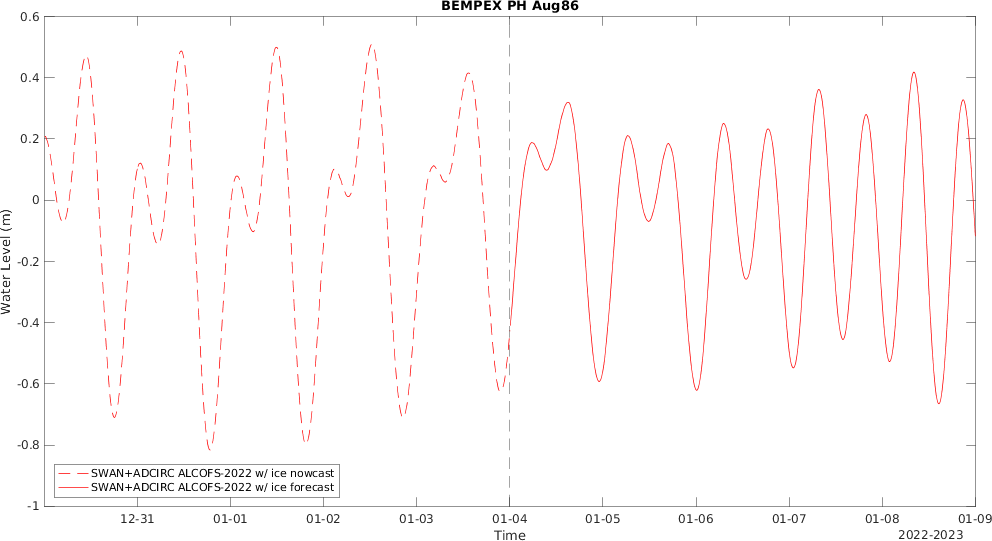 BEMPEX PH Aug86
0.6
0.4
0.2
0
-0.2
-0.4
-0.6
-0.8
-1
Water Level (m)
SWAN+ADCIRC ALCOFS-2022 w/ ice nowcast
SWAN+ADCIRC ALCOFS-2022 w/ ice forecast
12-31 01-01 01-02 01-03 01-04 01-05 01-06 01-07 01-08 01-09
Time
2022-2023